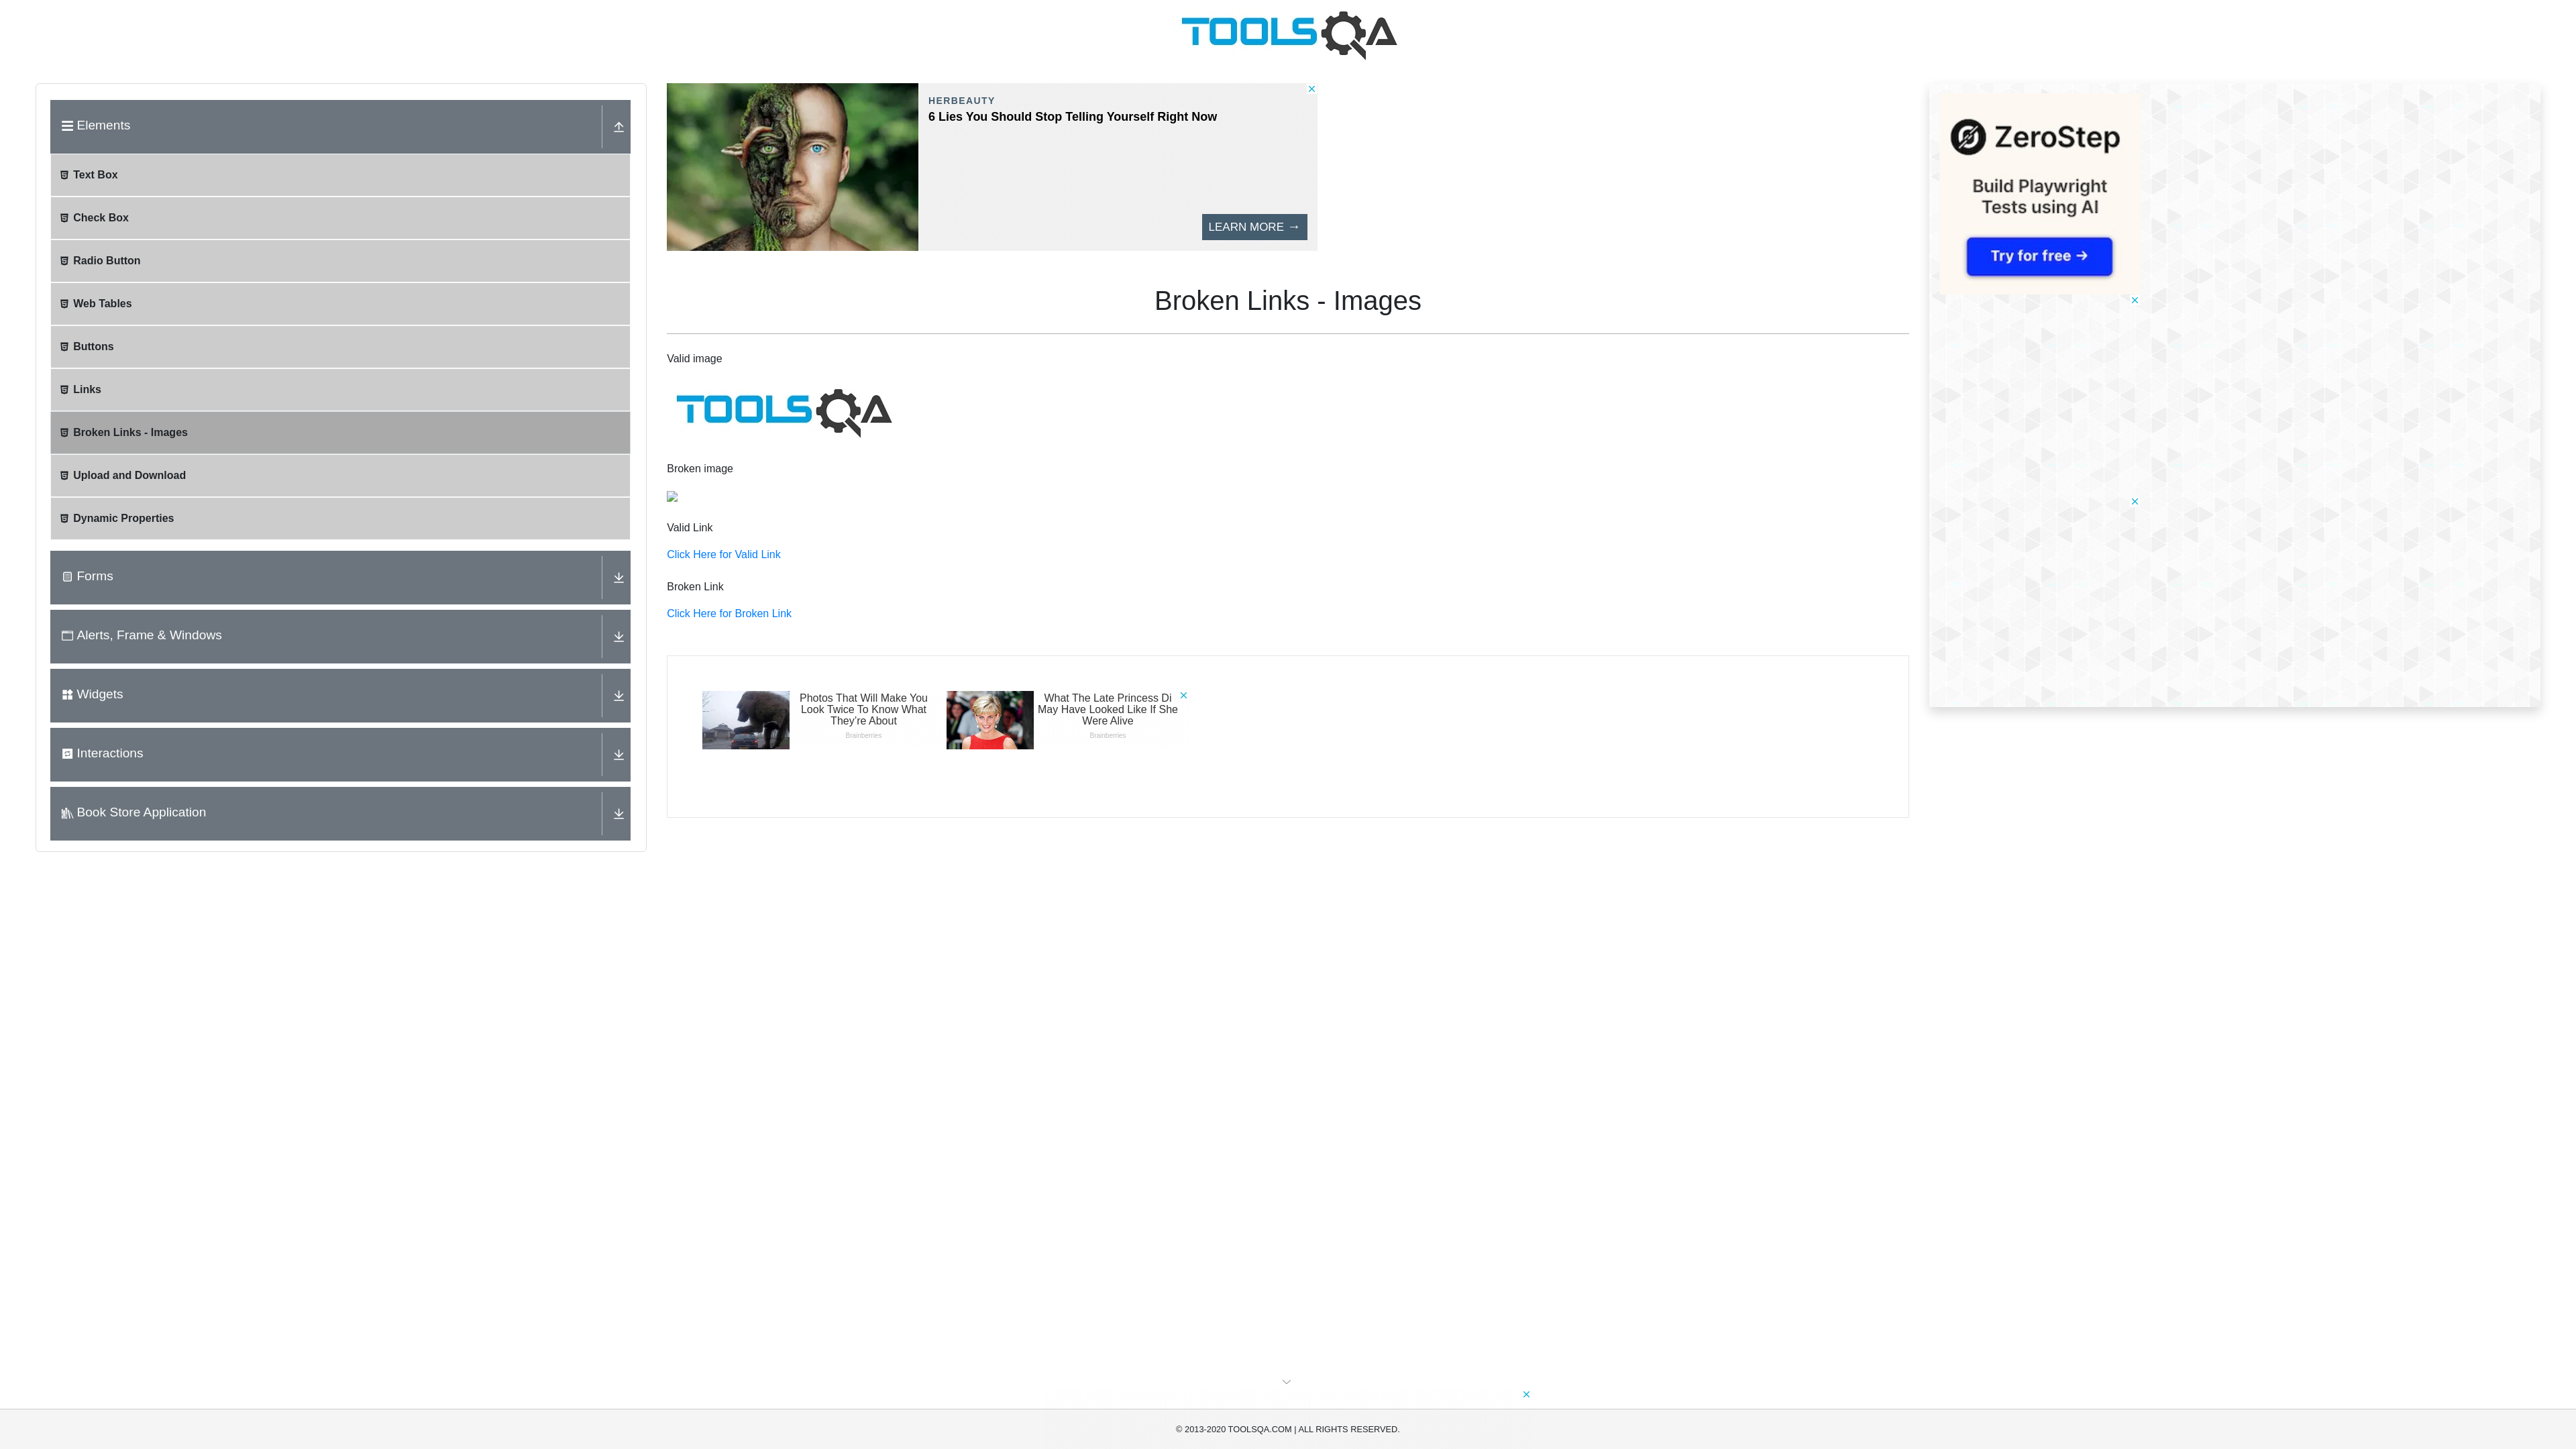 TOOLSQA
Elements
Text Box
Check Box
Radio Button
Web Tables
Buttons
Links
Broken Links - Images
Upload and Download
Dynamic Properties
Forms
Alerts, Frame & Windows
Widgets
Interactions
Book Store Application
HERBEAUTY
6 Lies You Should Stop Telling Yourself Right Now
LEARN MORE →
Broken Links - Images
Valid image
TOOLSQA
Broken image
Valid Link
Click Here for Valid Link
Broken Link
Click Here for Broken Link
Photos That Will Make You
Look Twice To Know What
They're About
Brainberries
What The Late Princess Di
May Have Looked Like If She
Were Alive
Brainberries
ZeroStep
Build Playwright
Tests using AI
Try for free →
© 2013-2020 TOOLSQA.COM | ALL RIGHTS RESERVED.